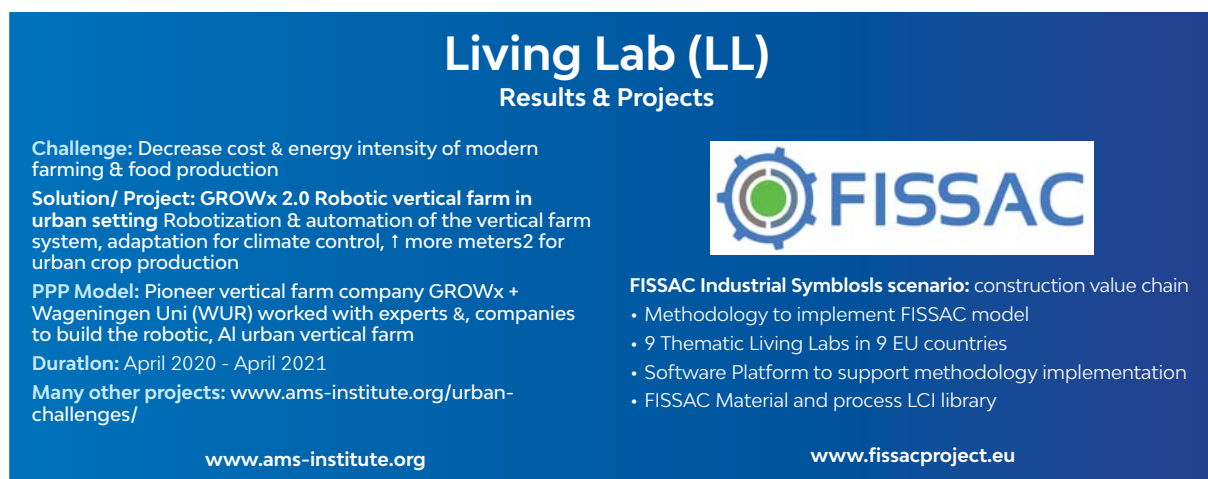 Living Lab (LL)
Results & Projects
Challenge: Decrease cost & energy intensity of modern
farming & food production
Solution/ Project: GROWx 2.0 Robotic vertical farm in
urban setting Robotization & automation of the vertical farm
system, adaptation for climate control, ↑ more meters2 for
urban crop production
PPP Model: Pioneer vertical farm company GROWx +
Wageningen Uni (WUR) worked with experts &, companies
to build the robotic, Al urban vertical farm
Duratlon: April 2020 - April 2021
Many other projects: www.ams-institute.org/urban-
challenges/
www.ams-institute.org
FISSAC
FISSAC Industrial Symblosls scenario: construction value chain
• Methodology to implement FISSAC model
• 9 Thematic Living Labs in 9 EU countries
• Software Platform to support methodology implementation
• FISSAC Material and process LCI library
www.fissacproject.eu